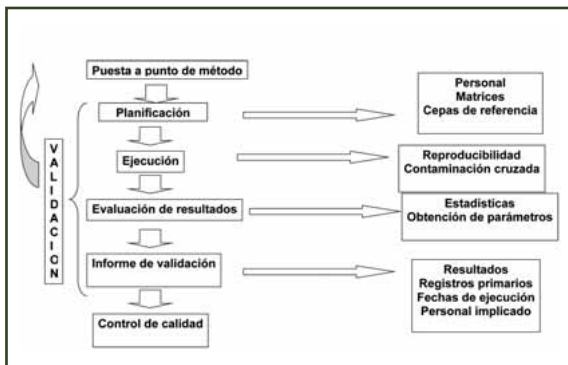 Puesta a punto de método
Planificación
Ejecución
Evaluación de resultados
Informe de validación
Control de calidad
VALIDACION
Personal
Matrices
Cepas de referencia
Reproducibilidad
Contaminación cruzada
Estadísticas
Obtención de parámetros
Resultados
Registros primarios
Fechas de ejecución
Personal implicado